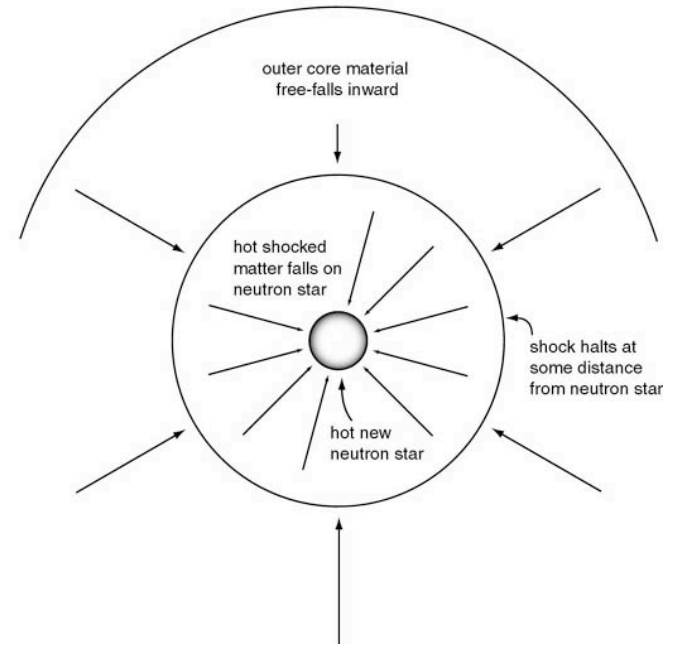 outer core material
free-falls inward
hot shocked
matter falls on
neutron star
shock halts at
some distance
from neutron star
hot new
neutron star